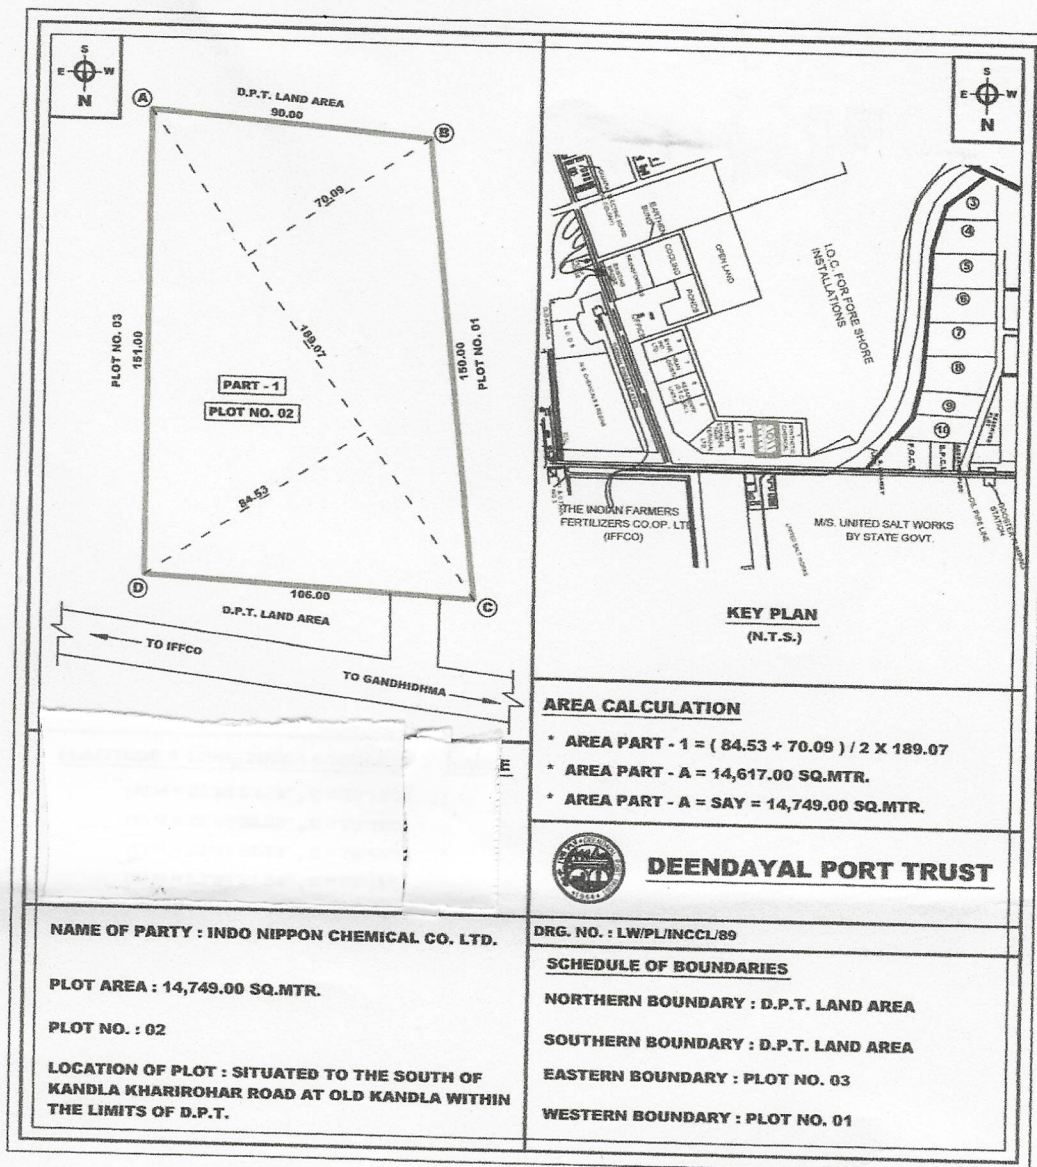 S
E W
N
A
D.P.T. LAND AREA
90.00
B
70.09
PLOT NO. 03
151.00
189.07
150.00
PLOT NO. 01
PART - 1
PLOT NO. 02
84.53
D
106.00
C
D.P.T. LAND AREA
TO IFFCO
TO GANDHIDHMA
E
NAME OF PARTY : INDO NIPPON CHEMICAL CO. LTD.
PLOT AREA : 14,749.00 SQ.MTR.
PLOT NO. : 02
LOCATION OF PLOT : SITUATED TO THE SOUTH OF
KANDLA KHARIROHAR ROAD AT OLD KANDLA WITHIN
THE LIMITS OF D.P.T.
S
E W
N
EARTHEN
BUND
COOLING
PONDS
OPEN LAND
OFFICE
I.O.C. FOR FORE SHORE
INSTALLATIONS
3
4
5
6
7
8
9
10
THE INDIAN FARMERS
FERTILIZERS CO.OP. LTD
(IFFCO)
UNITED SALT WORKS
M/S. UNITED SALT WORKS
BY STATE GOVT.
OIL PIPE LINE
STATION
KEY PLAN
(N.T.S.)
AREA CALCULATION
* AREA PART - 1 = ( 84.53 + 70.09 ) / 2 X 189.07
* AREA PART - A = 14,617.00 SQ.MTR.
* AREA PART - A = SAY = 14,749.00 SQ.MTR.
DEENDAYAL PORT TRUST
DRG. NO. : LW/PL/INCCL/89
SCHEDULE OF BOUNDARIES
NORTHERN BOUNDARY : D.P.T. LAND AREA
SOUTHERN BOUNDARY : D.P.T. LAND AREA
EASTERN BOUNDARY : PLOT NO. 03
WESTERN BOUNDARY : PLOT NO. 01